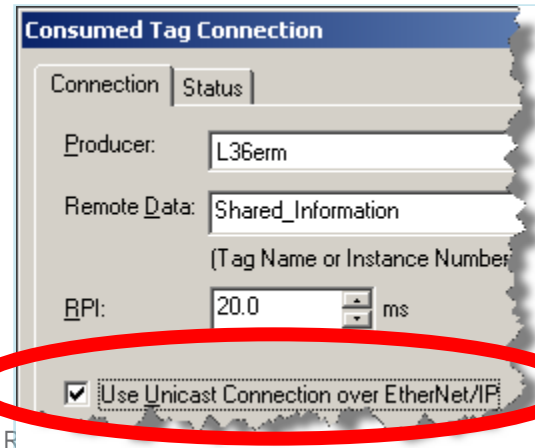 Consumed Tag Connection
Connection Status
Producer: L36erm
Remote Data: Shared_Information
(Tag Name or Instance Number
RPI: 20.0 ms
Use Unicast Connection over EtherNet/IP